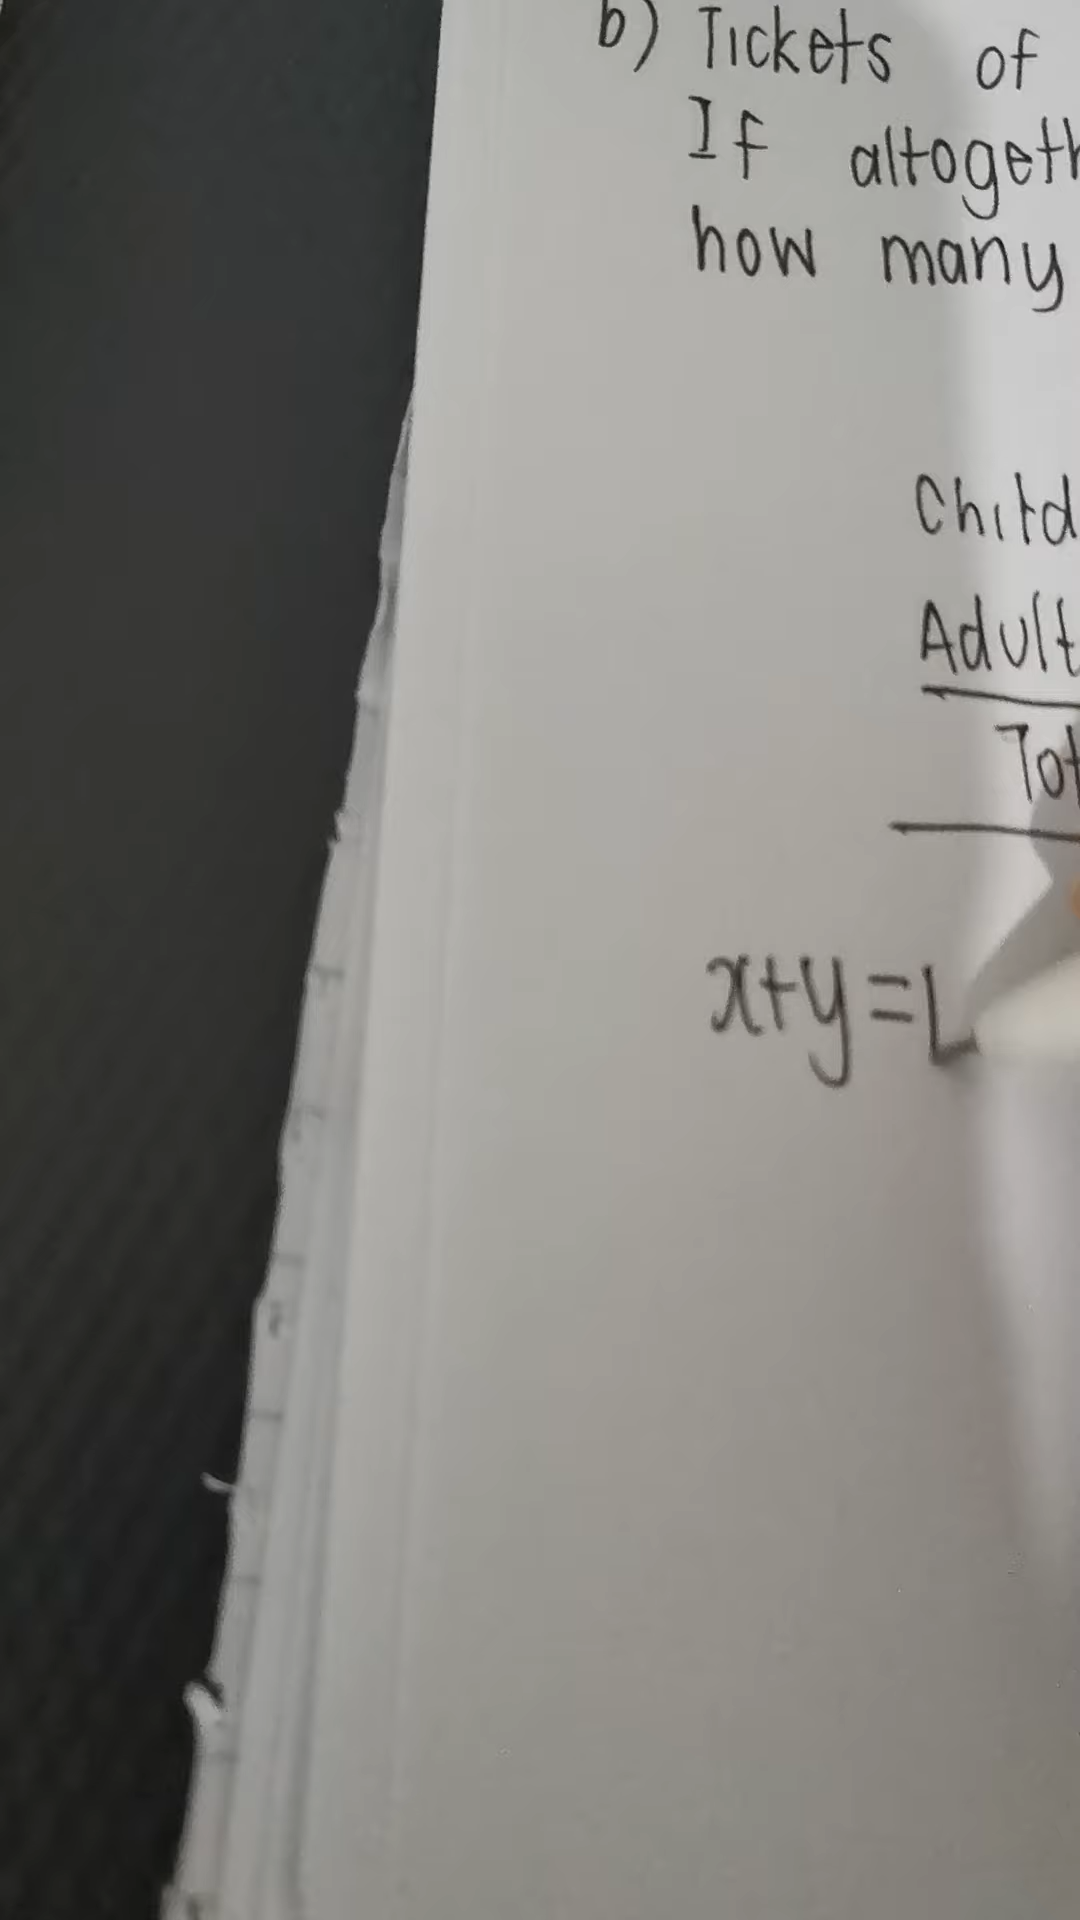 b) Tickets of
If altogeth
how many
Child
Adult
Tot
x+y=